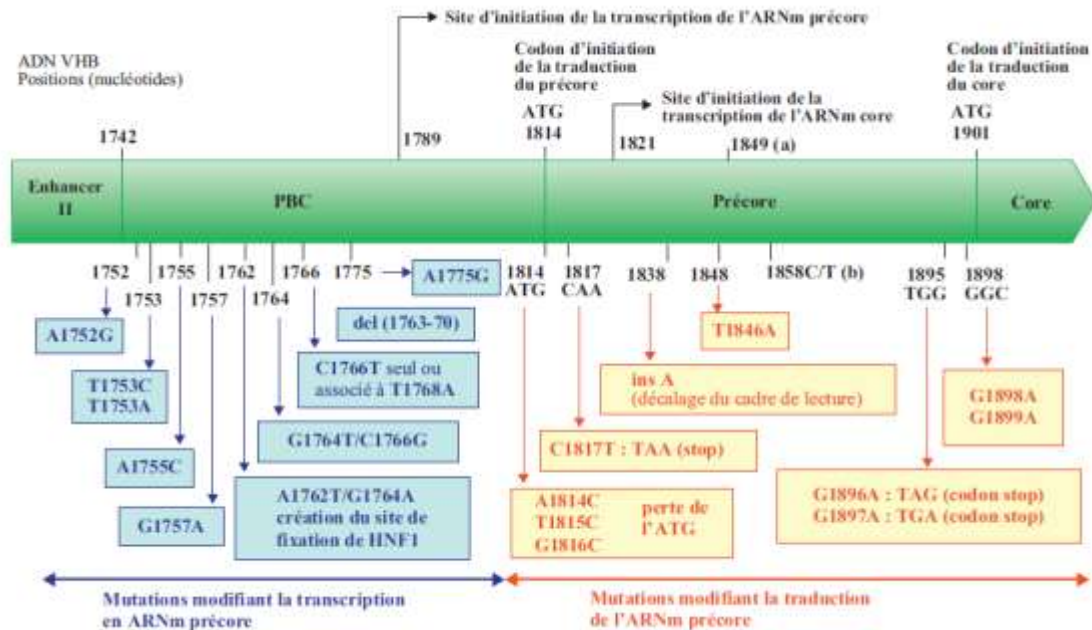 Site d'initiation de la transcription de l'ARNm précore
ADN VHB
Positions (nucléotides)
Codon d'initiation
de la traduction
du précore
ATG
1814
Codon d'initiation
de la traduction
du core
ATG
1901
Site d'initiation de la
transcription de l'ARNm core
1742
1789
1821
1849 (a)
Enhancer
II
PBC
Précore
Core
1752
1753
1755
1757
1762
1764
1766
1775
A1775G
1814
ATG
1817
CAA
1838
1848
1858C/T (b)
1895
TGG
1898
GGC
A1752G
del (1763-70)
T1846A
T1753C
T1753A
C1766T seul ou
associé à T1768A
ins A
(décalage du cadre de lecture)
G1898A
G1899A
A1755C
G1764T/C1766G
C1817T : TAA (stop)
G1757A
A1762T/G1764A
création du site de
fixation de HNF1
A1814C
T1815C
G1816C
perte de
l'ATG
G1896A : TAG (codon stop)
G1897A : TGA (codon stop)
Mutations modifiant la transcription
en ARNm précore
Mutations modifiant la traduction
de l'ARNm précore